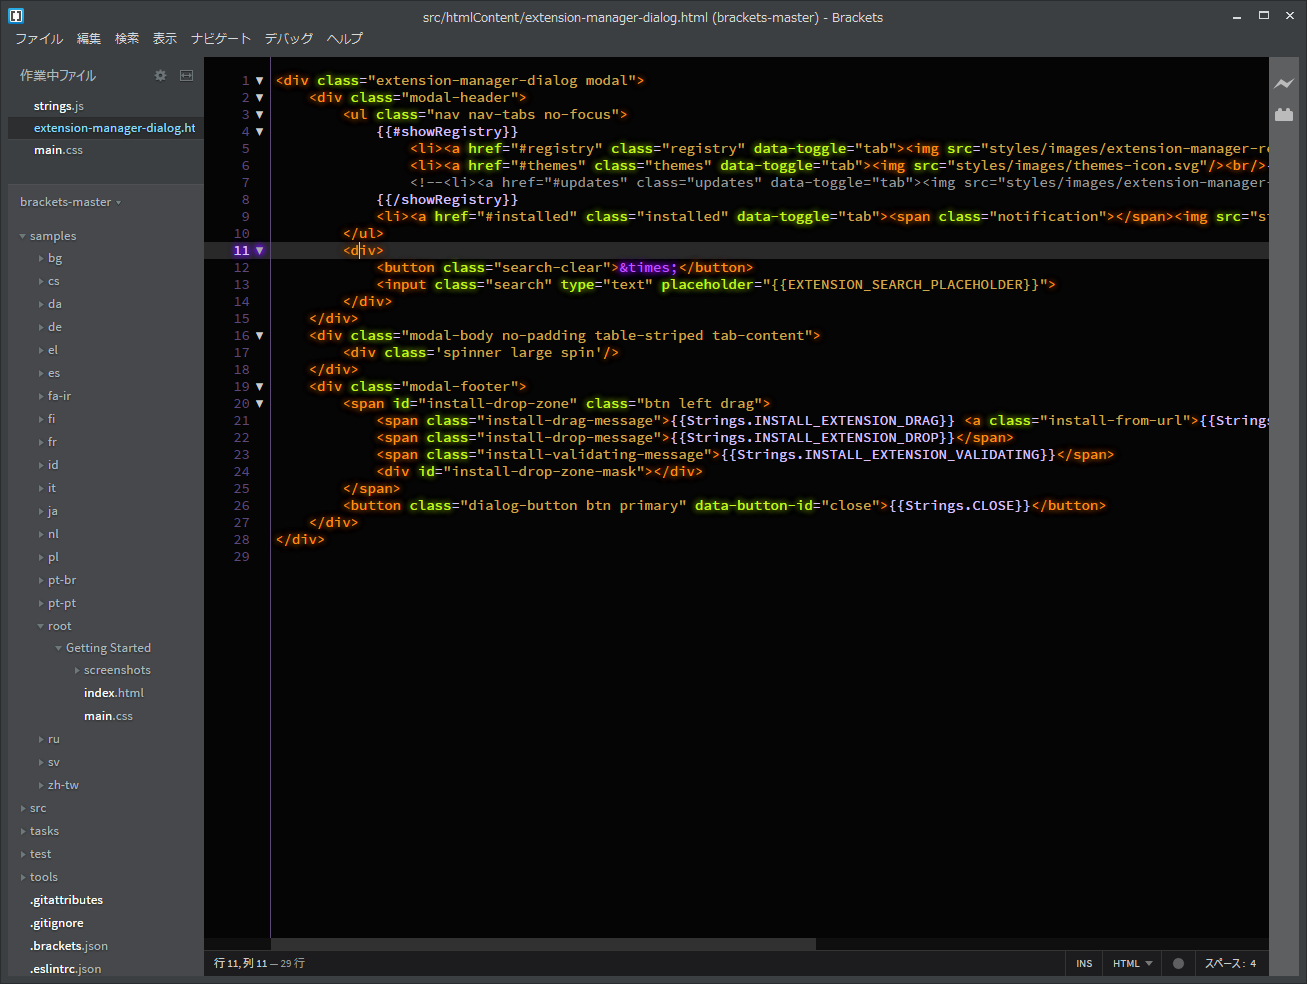 src/htmlContent/extension-manager-dialog.html (brackets-master) - Brackets
ファイル 編集 検索 表示 ナビゲート デバッグ ヘルプ
作業中ファイル
strings.js
extension-manager-dialog.ht
main.css
brackets-master
samples
bg
cs
da
de
el
es
fa-ir
fi
fr
id
it
ja
nl
pl
pt-br
pt-pt
root
Getting Started
screenshots
index.html
main.css
ru
sv
zh-tw
src
tasks
test
tools
.gitattributes
.gitignore
.brackets.json
.eslintrc.json
1 <div class="extension-manager-dialog modal">
2 <div class="modal-header">
3 <ul class="nav nav-tabs no-focus">
4 {{#showRegistry}}
5 <li><a href="#registry" class="registry" data-toggle="tab"><img src="styles/images/extension-manager-re
6 <li><a href="#themes" class="themes" data-toggle="tab"><img src="styles/images/themes-icon.svg"/><br/>
7 <!--<li><a href="#updates" class="updates" data-toggle="tab"><img src="styles/images/extension-manager-
8 {{/showRegistry}}
9 <li><a href="#installed" class="installed" data-toggle="tab"><span class="notification"></span><img src="st
10 </ul>
11 <div>
12 <button class="search-clear">&times;</button>
13 <input class="search" type="text" placeholder="{{EXTENSION_SEARCH_PLACEHOLDER}}">
14 </div>
15 </div>
16 <div class="modal-body no-padding table-striped tab-content">
17 <div class='spinner large spin'/>
18 </div>
19 <div class="modal-footer">
20 <span id="install-drop-zone" class="btn left drag">
21 <span class="install-drag-message">{{Strings.INSTALL_EXTENSION_DRAG}} <a class="install-from-url">{{Strings
22 <span class="install-drop-message">{{Strings.INSTALL_EXTENSION_DROP}}</span>
23 <span class="install-validating-message">{{Strings.INSTALL_EXTENSION_VALIDATING}}</span>
24 <div id="install-drop-zone-mask"></div>
25 </span>
26 <button class="dialog-button btn primary" data-button-id="close">{{Strings.CLOSE}}</button>
27 </div>
28 </div>
29
行 11, 列 11 — 29 行
INS
HTML
スペース: 4